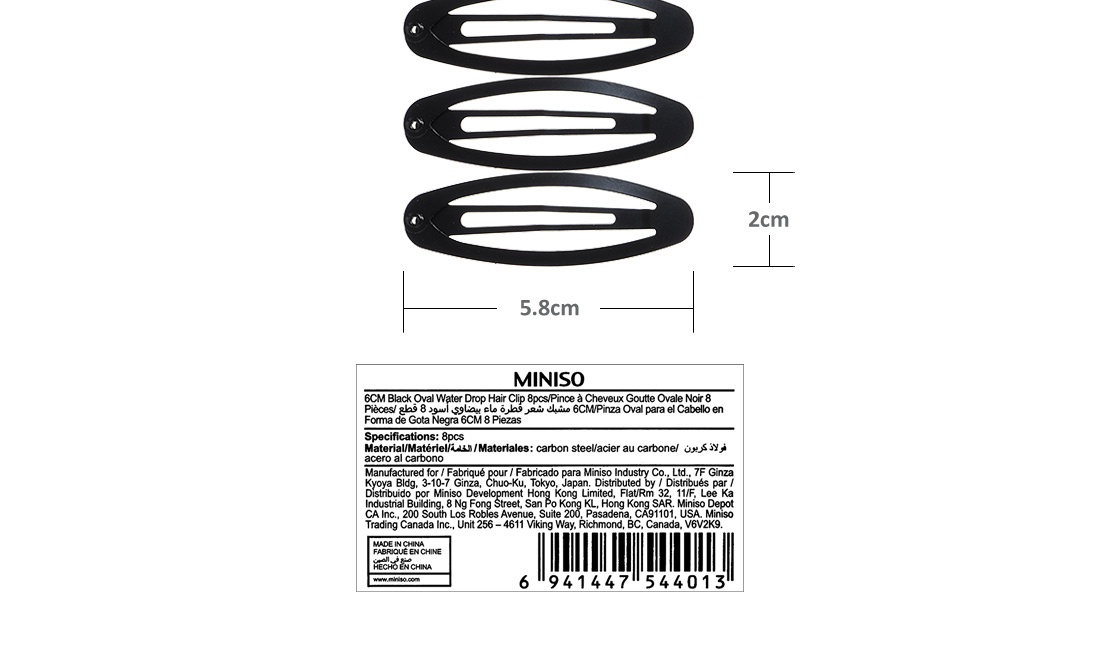 2cm
5.8cm
MINISO
6CM Black Oval Water Drop Hair Clip 8pcs/Pince à Cheveux Goutte Ovale Noir 8
Pièces/ مشبك شعر قطرة ماء بيضاوي أسود 8 قطع 6CM/Pinza Oval para el Cabello en
Forma de Gota Negra 6CM 8 Piezas
Specifications: 8pcs
Material/Matériel/الخامة/Materiales: carbon steel/acier au carbone/ فولاذ كربون
acero al carbono
Manufactured for / Fabriqué pour / Fabricado para Miniso Industry Co., Ltd., 7F Ginza
Kyoya Bldg, 3-10-7 Ginza, Chuo-Ku, Tokyo, Japan. Distributed by / Distribués par /
Distribuido por Miniso Development Hong Kong Limited, Flat/Rm 32, 11/F, Lee Ka
Industrial Building, 8 Ng Fong Street, San Po Kong KL, Hong Kong SAR. Miniso Depot
CA Inc., 200 South Los Robles Avenue, Suite 200, Pasadena, CA91101, USA. Miniso
Trading Canada Inc., Unit 256 – 4611 Viking Way, Richmond, BC, Canada, V6V2K9.
MADE IN CHINA
FABRIQUÉ EN CHINE
صنع في الصين
HECHO EN CHINA
www.miniso.com
6 941447 544013